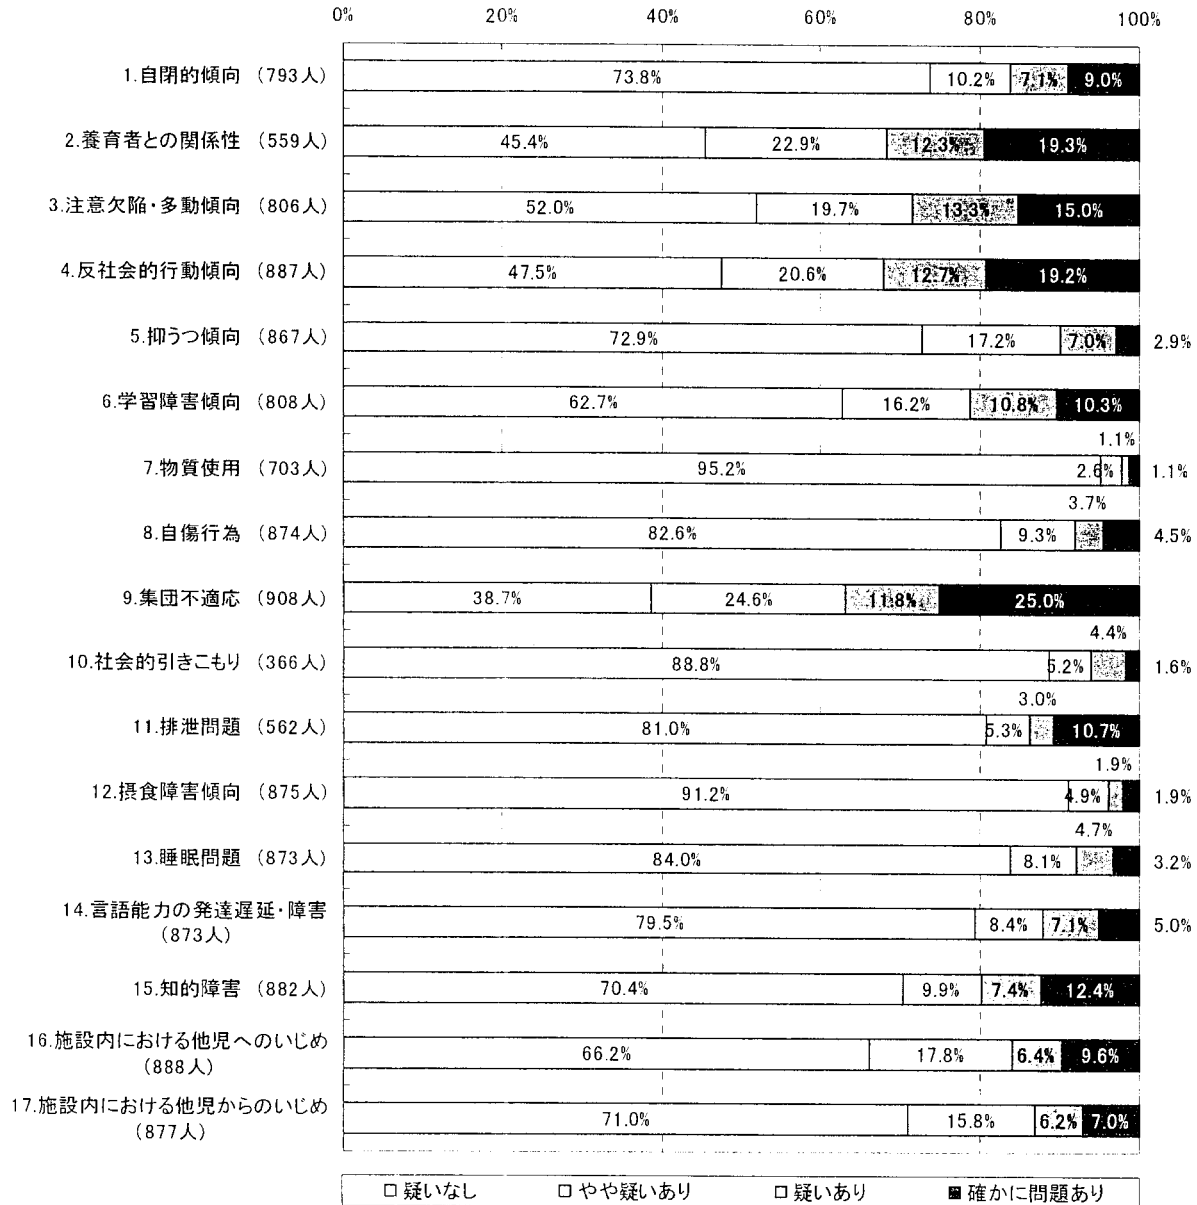 0% 20% 40% 60% 80% 100%
1.自閉的傾向 (793人) 73.8% 10.2% 7.1% 9.0%
2.養育者との関係性 (559人) 45.4% 22.9% 12.3% 19.3%
3.注意欠陥・多動傾向 (806人) 52.0% 19.7% 13.3% 15.0%
4.反社会的行動傾向 (887人) 47.5% 20.6% 12.7% 19.2%
5.抑うつ傾向 (867人) 72.9% 17.2% 7.0% 2.9%
6.学習障害傾向 (808人) 62.7% 16.2% 10.8% 10.3%
1.1%
7.物質使用 (703人) 95.2% 2.6% 1.1%
3.7%
8.自傷行為 (874人) 82.6% 9.3% 4.5%
9.集団不適応 (908人) 38.7% 24.6% 11.8% 25.0%
4.4%
10.社会的引きこもり (366人) 88.8% 5.2% 1.6%
3.0%
11.排泄問題 (562人) 81.0% 5.3% 10.7%
1.9%
12.摂食障害傾向 (875人) 91.2% 4.9% 1.9%
4.7%
13.睡眠問題 (873人) 84.0% 8.1% 3.2%
14.言語能力の発達遅延・障害
(873人) 79.5% 8.4% 7.1% 5.0%
15.知的障害 (882人) 70.4% 9.9% 7.4% 12.4%
16.施設内における他児へのいじめ
(888人) 66.2% 17.8% 6.4% 9.6%
17.施設内における他児からのいじめ
(877人) 71.0% 15.8% 6.2% 7.0%
疑いなし やや疑いあり 疑いあり 確かに問題あり